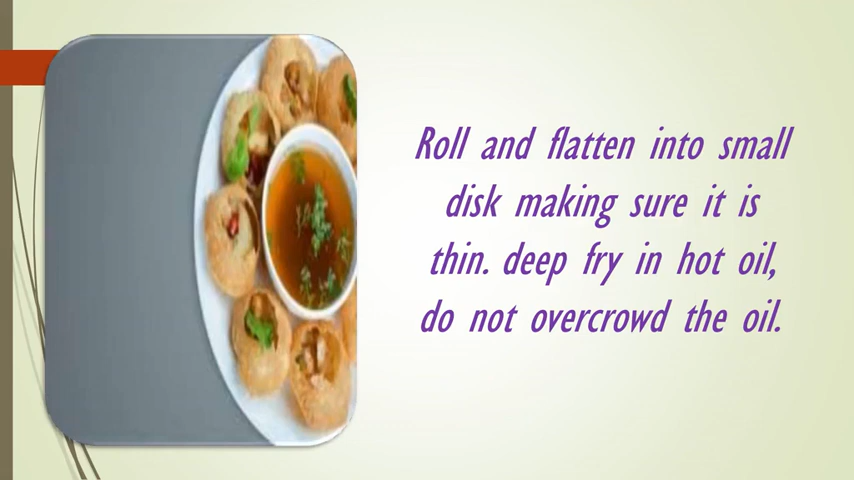 Roll and flatten into small
disk making sure it is
thin. deep fry in hot oil,
do not overcrowd the oil.